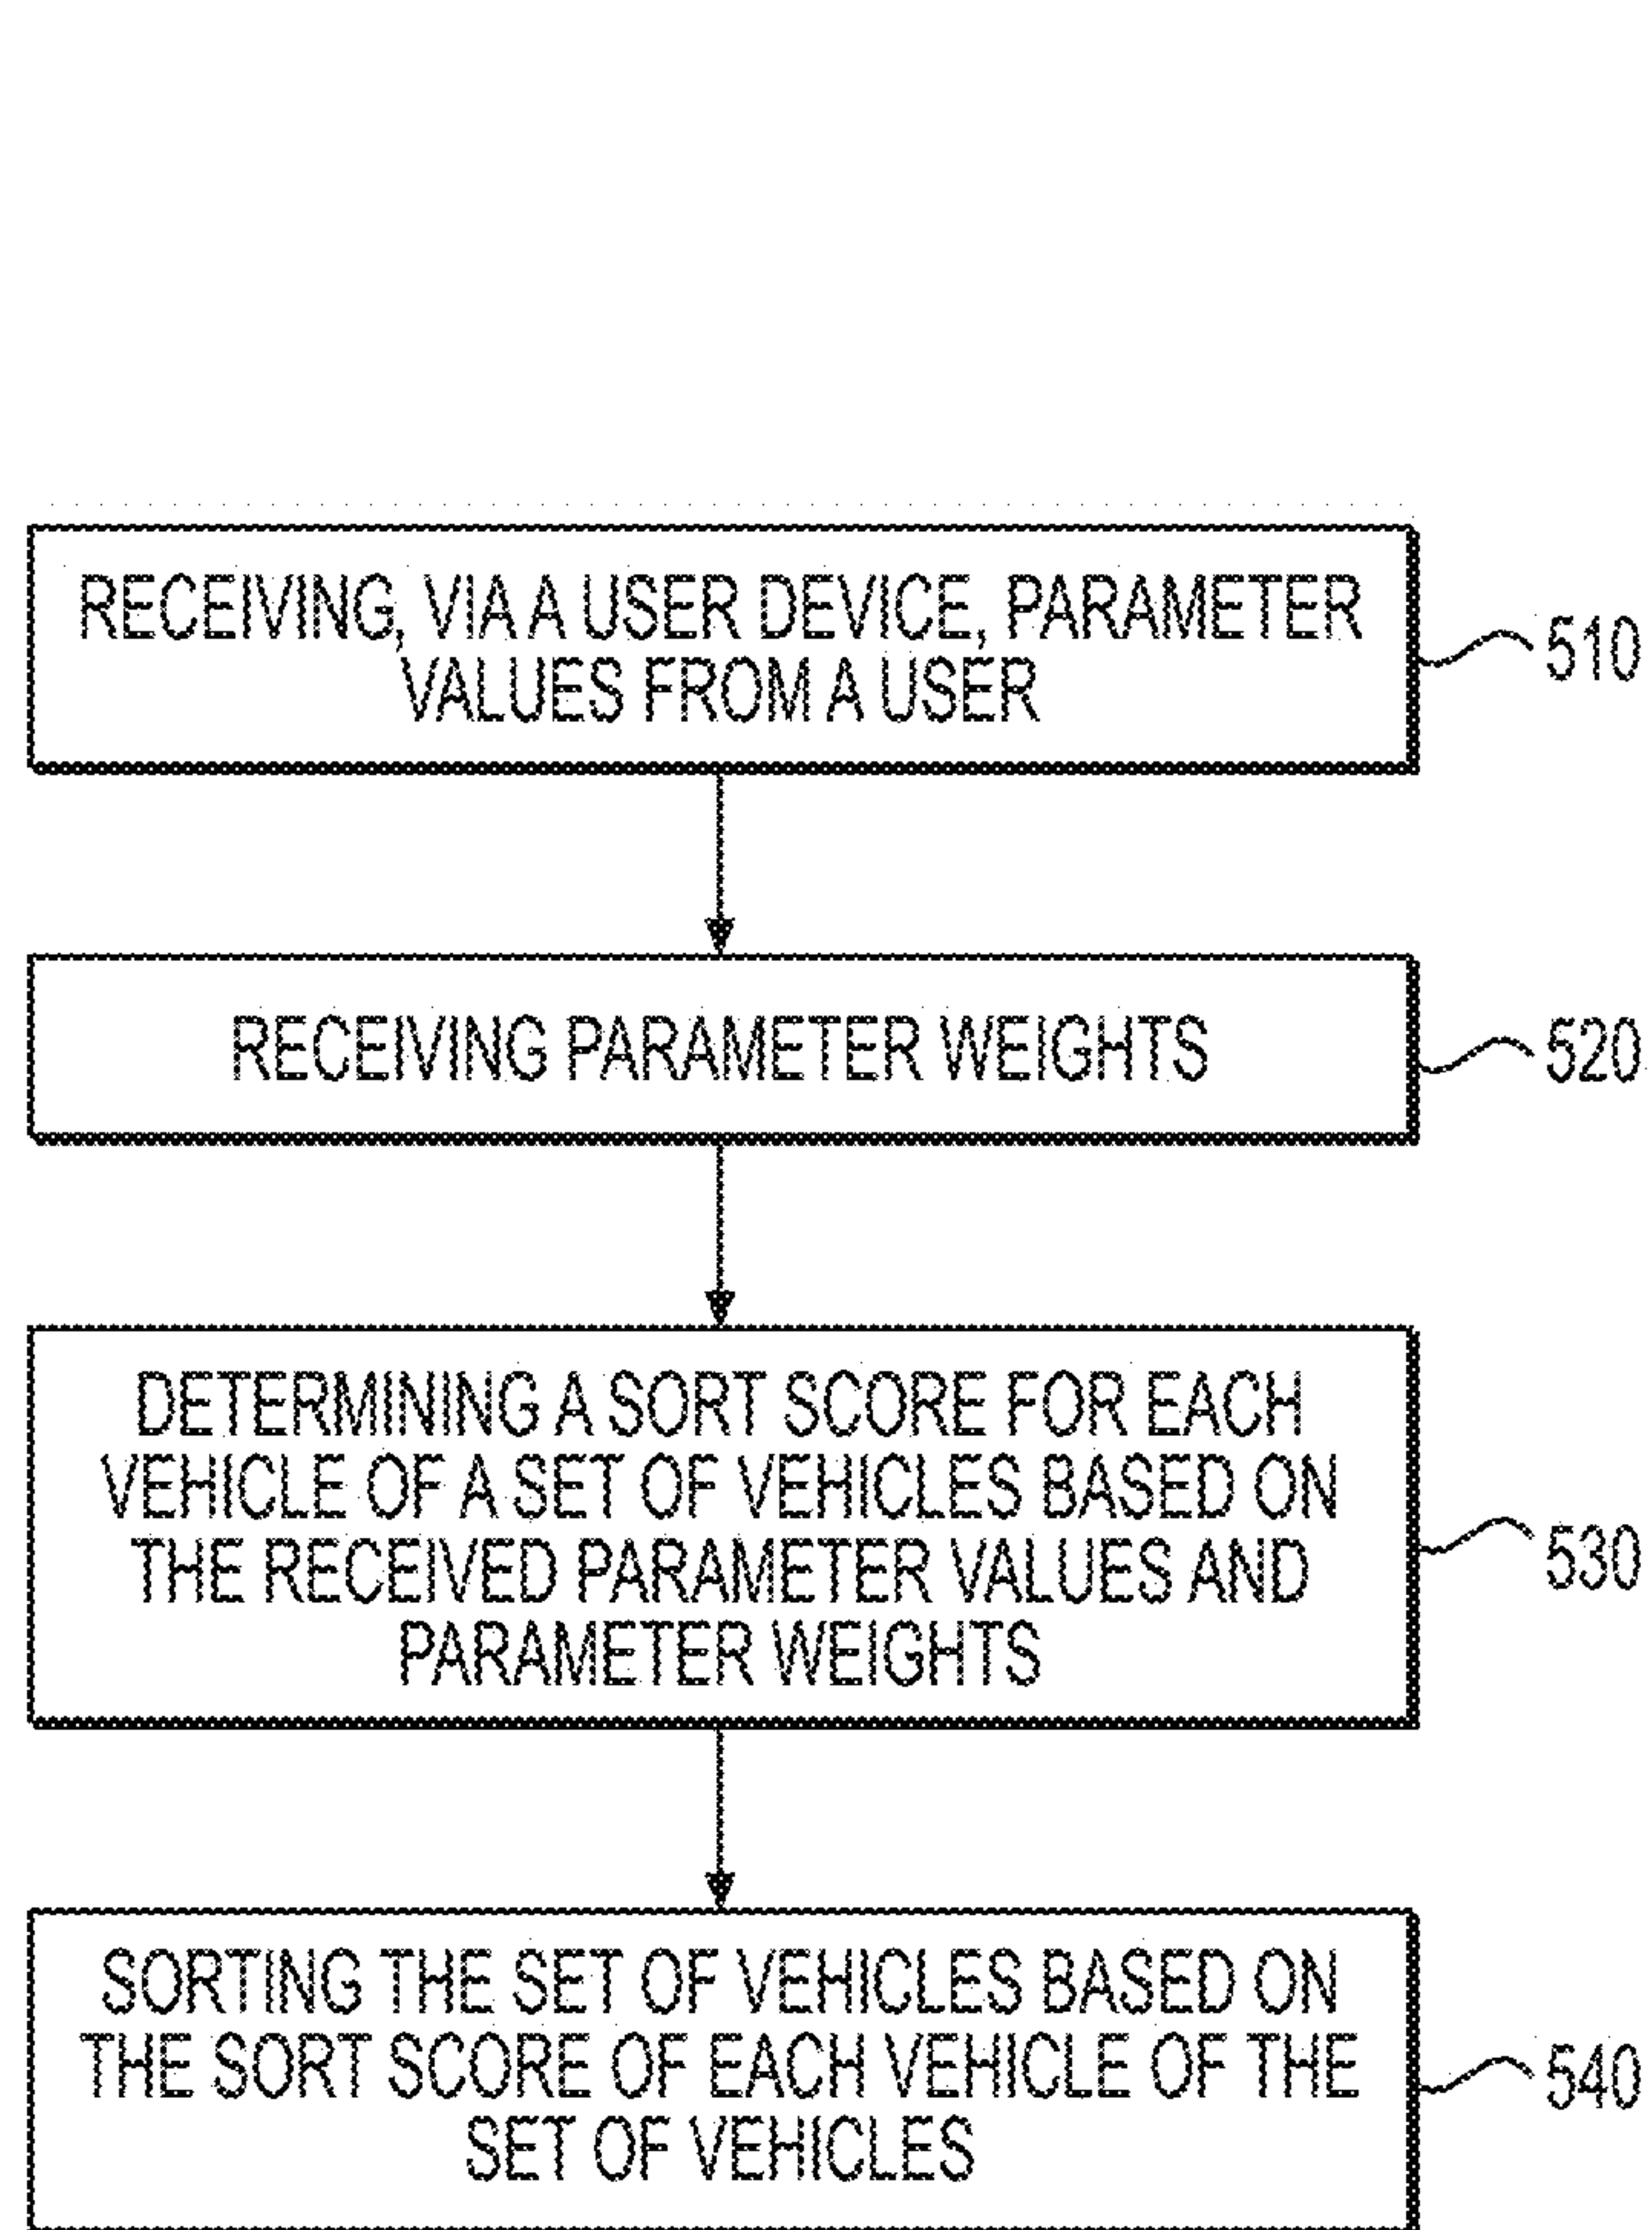 RECEIVING, VIA A USER DEVICE, PARAMETER
VALUES FROM A USER
510
RECEIVING PARAMETER WEIGHTS
520
DETERMINING A SORT SCORE FOR EACH
VEHICLE OF A SET OF VEHICLES BASED ON
THE RECEIVED PARAMETER VALUES AND
PARAMETER WEIGHTS
530
SORTING THE SET OF VEHICLES BASED ON
THE SORT SCORE OF EACH VEHICLE OF THE
SET OF VEHICLES
540